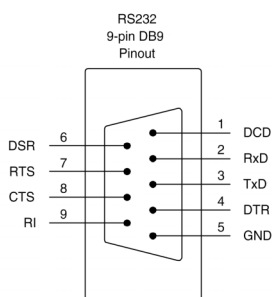 RS232
9-pin DB9
Pinout
1 DCD
DSR 6
2 RxD
RTS 7
3 TxD
CTS 8
4 DTR
RI 9
5 GND